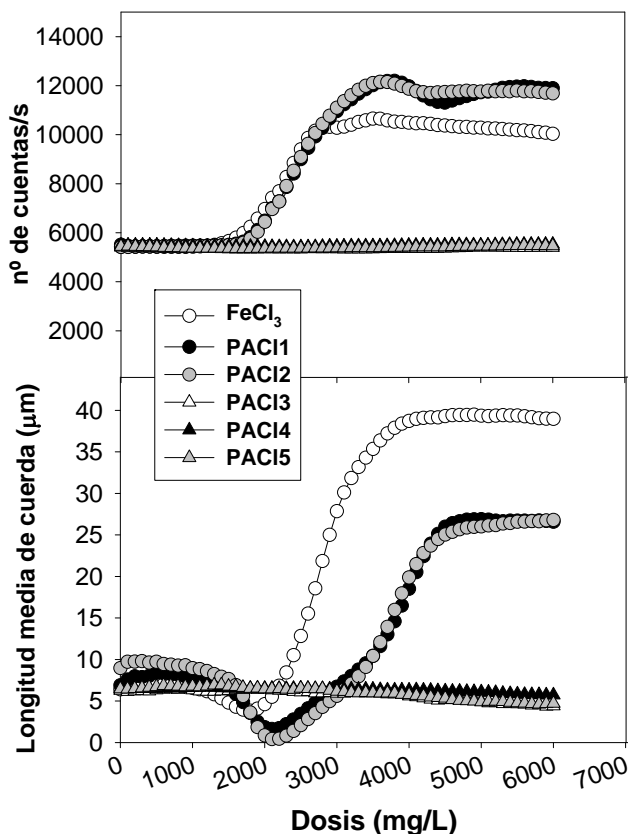 nº de cuentas/s
14000
12000
10000
8000
6000
4000
2000
FeCl₃
PACl1
PACl2
PACl3
PACl4
PACl5
Longitud media de cuerda (µm)
40
35
30
25
20
15
10
5
0
0 1000 2000 3000 4000 5000 6000 7000
Dosis (mg/L)